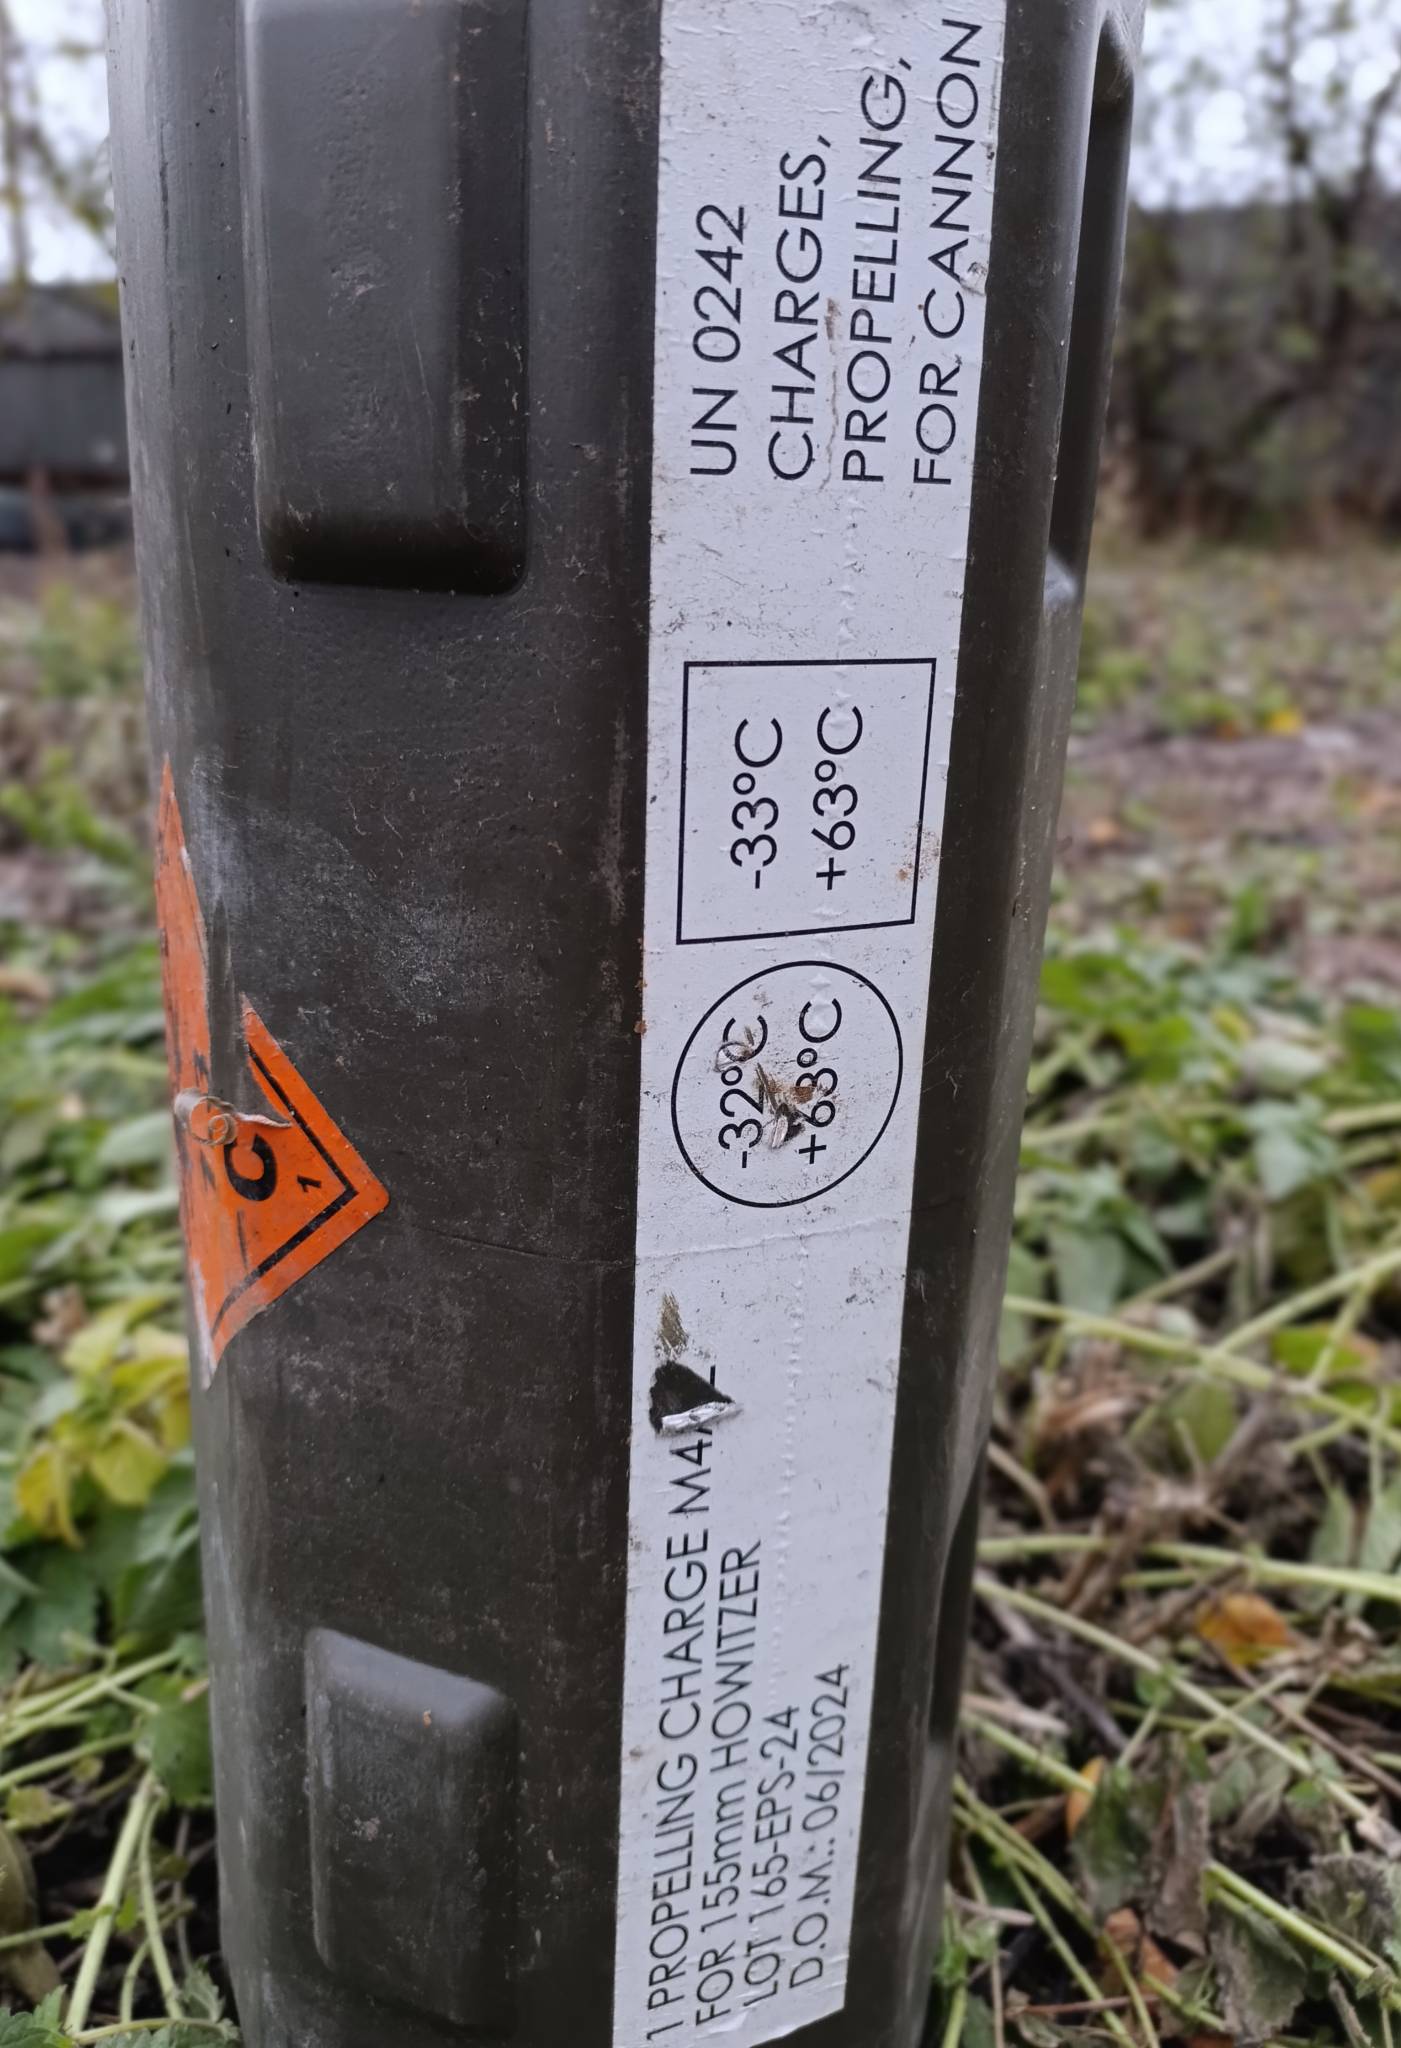 UN 0242
CHARGES,
PROPELLING,
FOR CANNON
-33°C
+63°C
-32°C
+63°C
1 PROPELLING CHARGE
FOR 155mm HOWITZER
LOT 165-EPS-24
D.O.M.: 06/2024
C
1